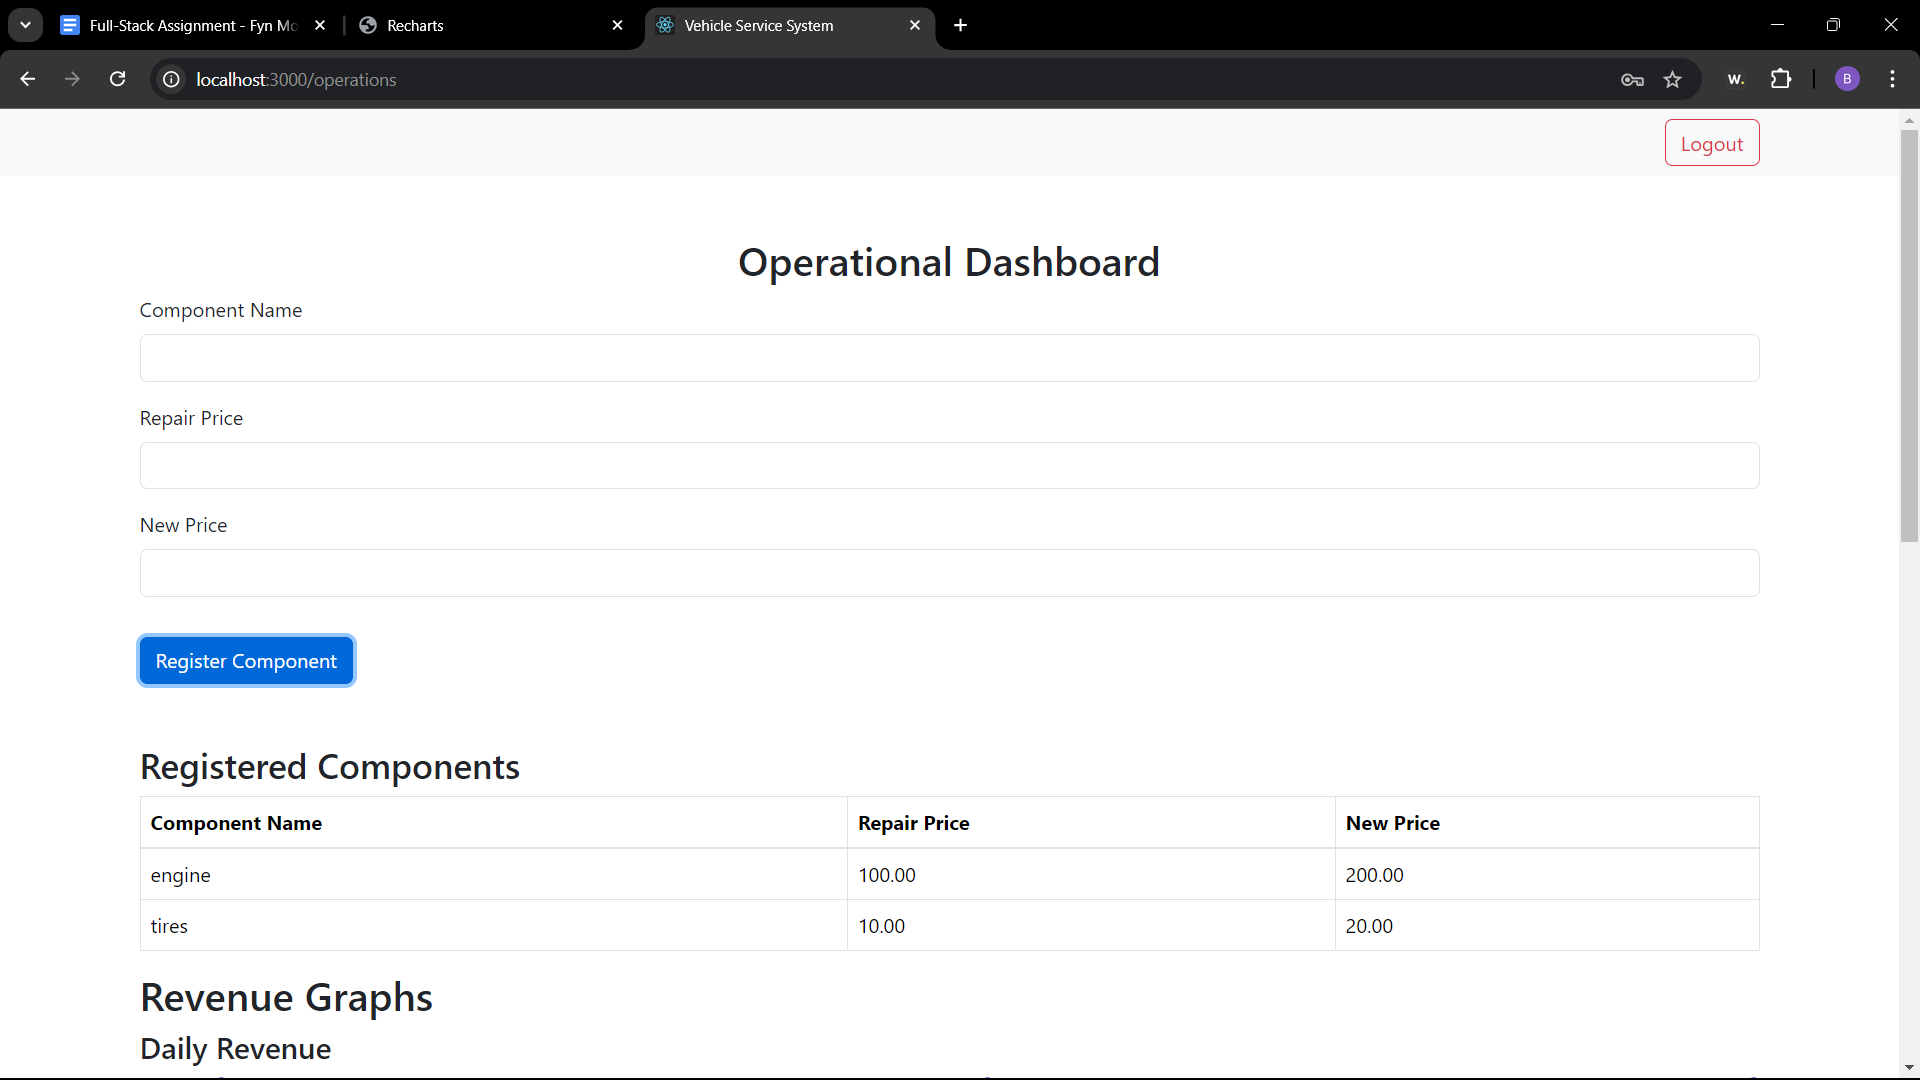 Full-Stack Assignment - Fyn Mo
Recharts
Vehicle Service System
localhost:3000/operations
w.
B
Logout
Operational Dashboard
Component Name
Repair Price
New Price
Register Component
Registered Components
Component Name Repair Price New Price
engine 100.00 200.00
tires 10.00 20.00
Revenue Graphs
Daily Revenue